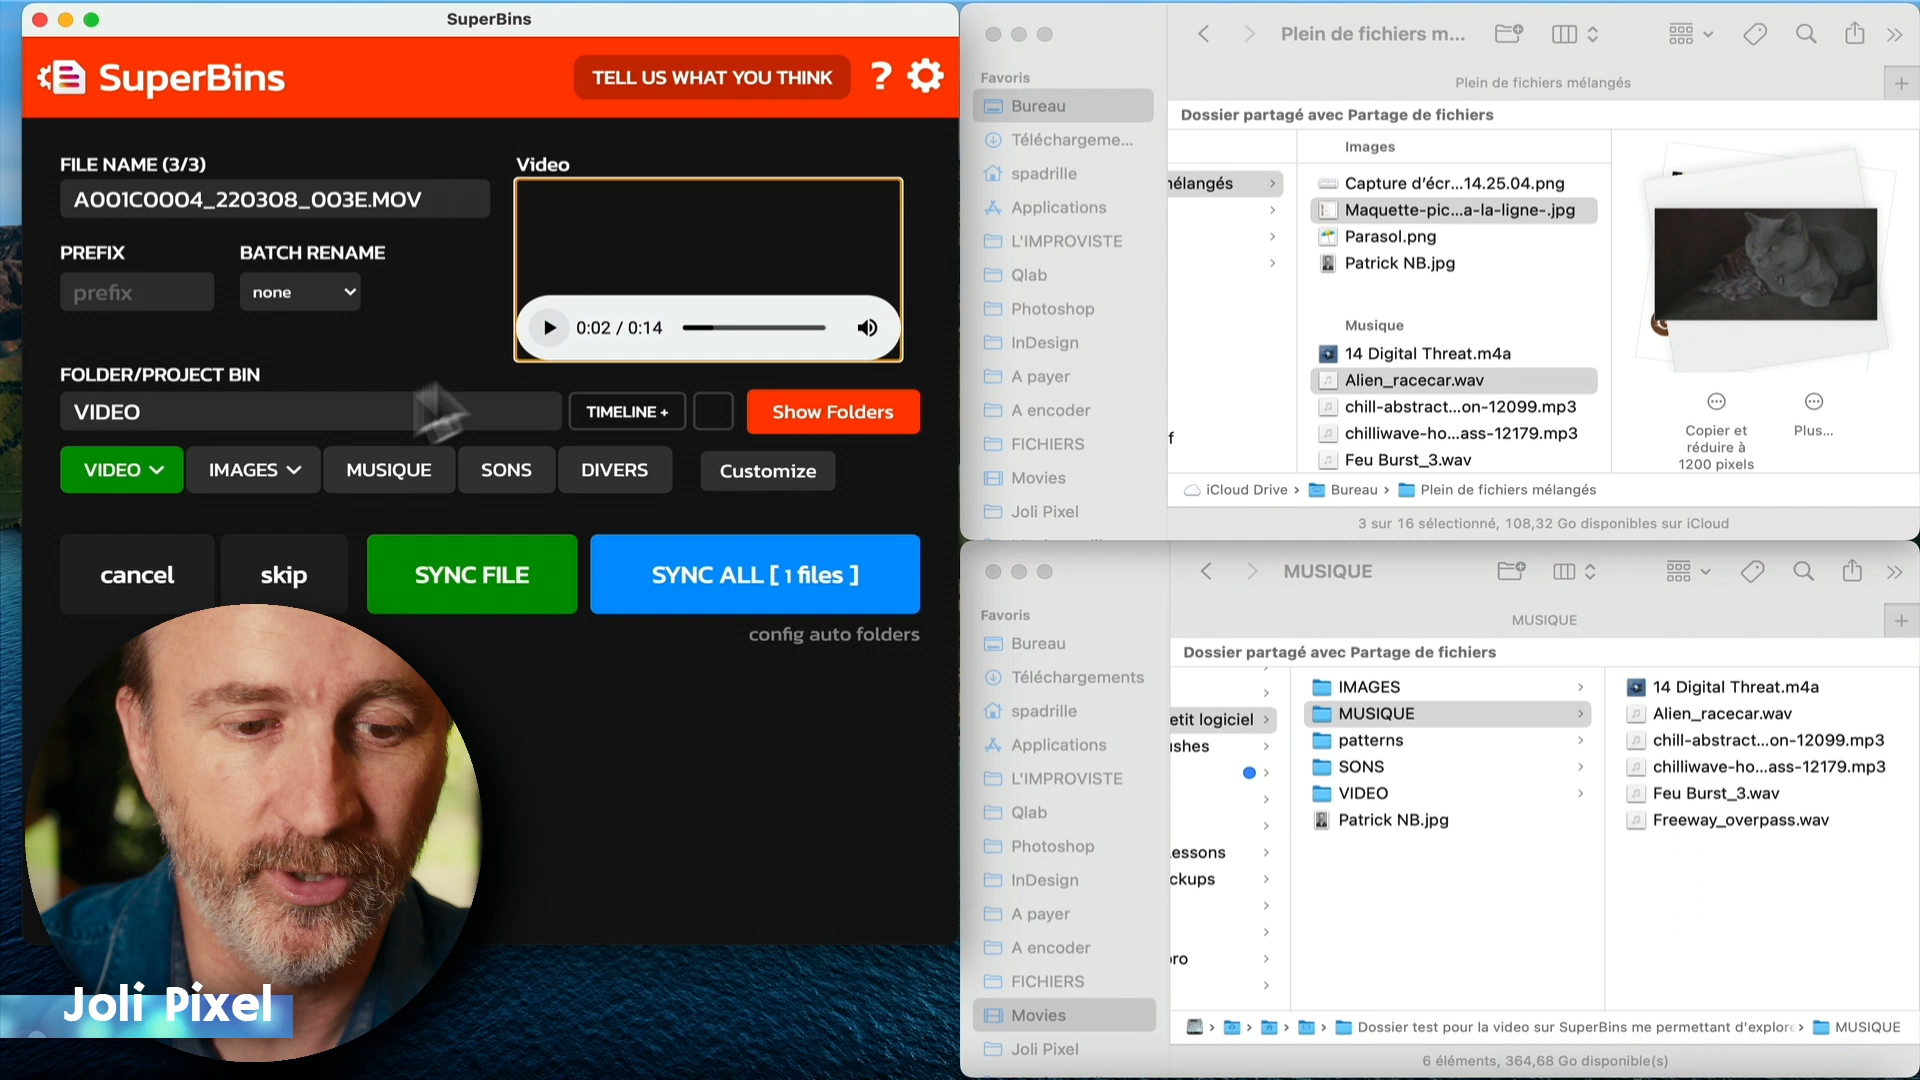 SuperBins
SuperBins
TELL US WHAT YOU THINK
?
FILE NAME (3/3)
A001C0004_220308_003E.MOV
PREFIX
BATCH RENAME
prefix
none
Video
0:02 / 0:14
FOLDER/PROJECT BIN
VIDEO
TIMELINE +
Show Folders
VIDEO
IMAGES
MUSIQUE
SONS
DIVERS
Customize
cancel
skip
SYNC FILE
SYNC ALL [ 1 files ]
config auto folders
Joli Pixel
Plein de fichiers m...
Plein de fichiers mélangés
Favoris
Bureau
Téléchargeme...
spadrille
Applications
L'IMPROVISTE
Qlab
Photoshop
InDesign
A payer
A encoder
FICHIERS
Movies
Joli Pixel
Dossier partagé avec Partage de fichiers
élangés
f
Images
Capture d'écr...14.25.04.png
Maquette-pic...a-la-ligne-.jpg
Parasol.png
Patrick NB.jpg
Musique
14 Digital Threat.m4a
Alien_racecar.wav
chill-abstract...on-12099.mp3
chilliwave-ho...ass-12179.mp3
Feu Burst_3.wav
Copier et
réduire à
1200 pixels
Plus...
iCloud Drive › Bureau › Plein de fichiers mélangés
3 sur 16 sélectionné, 108,32 Go disponibles sur iCloud
MUSIQUE
MUSIQUE
Favoris
Bureau
Téléchargements
spadrille
Applications
L'IMPROVISTE
Qlab
Photoshop
InDesign
A payer
A encoder
FICHIERS
Movies
Joli Pixel
Dossier partagé avec Partage de fichiers
etit logiciel
ushes
essons
ckups
pro
IMAGES
MUSIQUE
patterns
SONS
VIDEO
Patrick NB.jpg
14 Digital Threat.m4a
Alien_racecar.wav
chill-abstract...on-12099.mp3
chilliwave-ho...ass-12179.mp3
Feu Burst_3.wav
Freeway_overpass.wav
Dossier test pour la video sur SuperBins me permettant d'explore › MUSIQUE
6 éléments, 364,68 Go disponible(s)